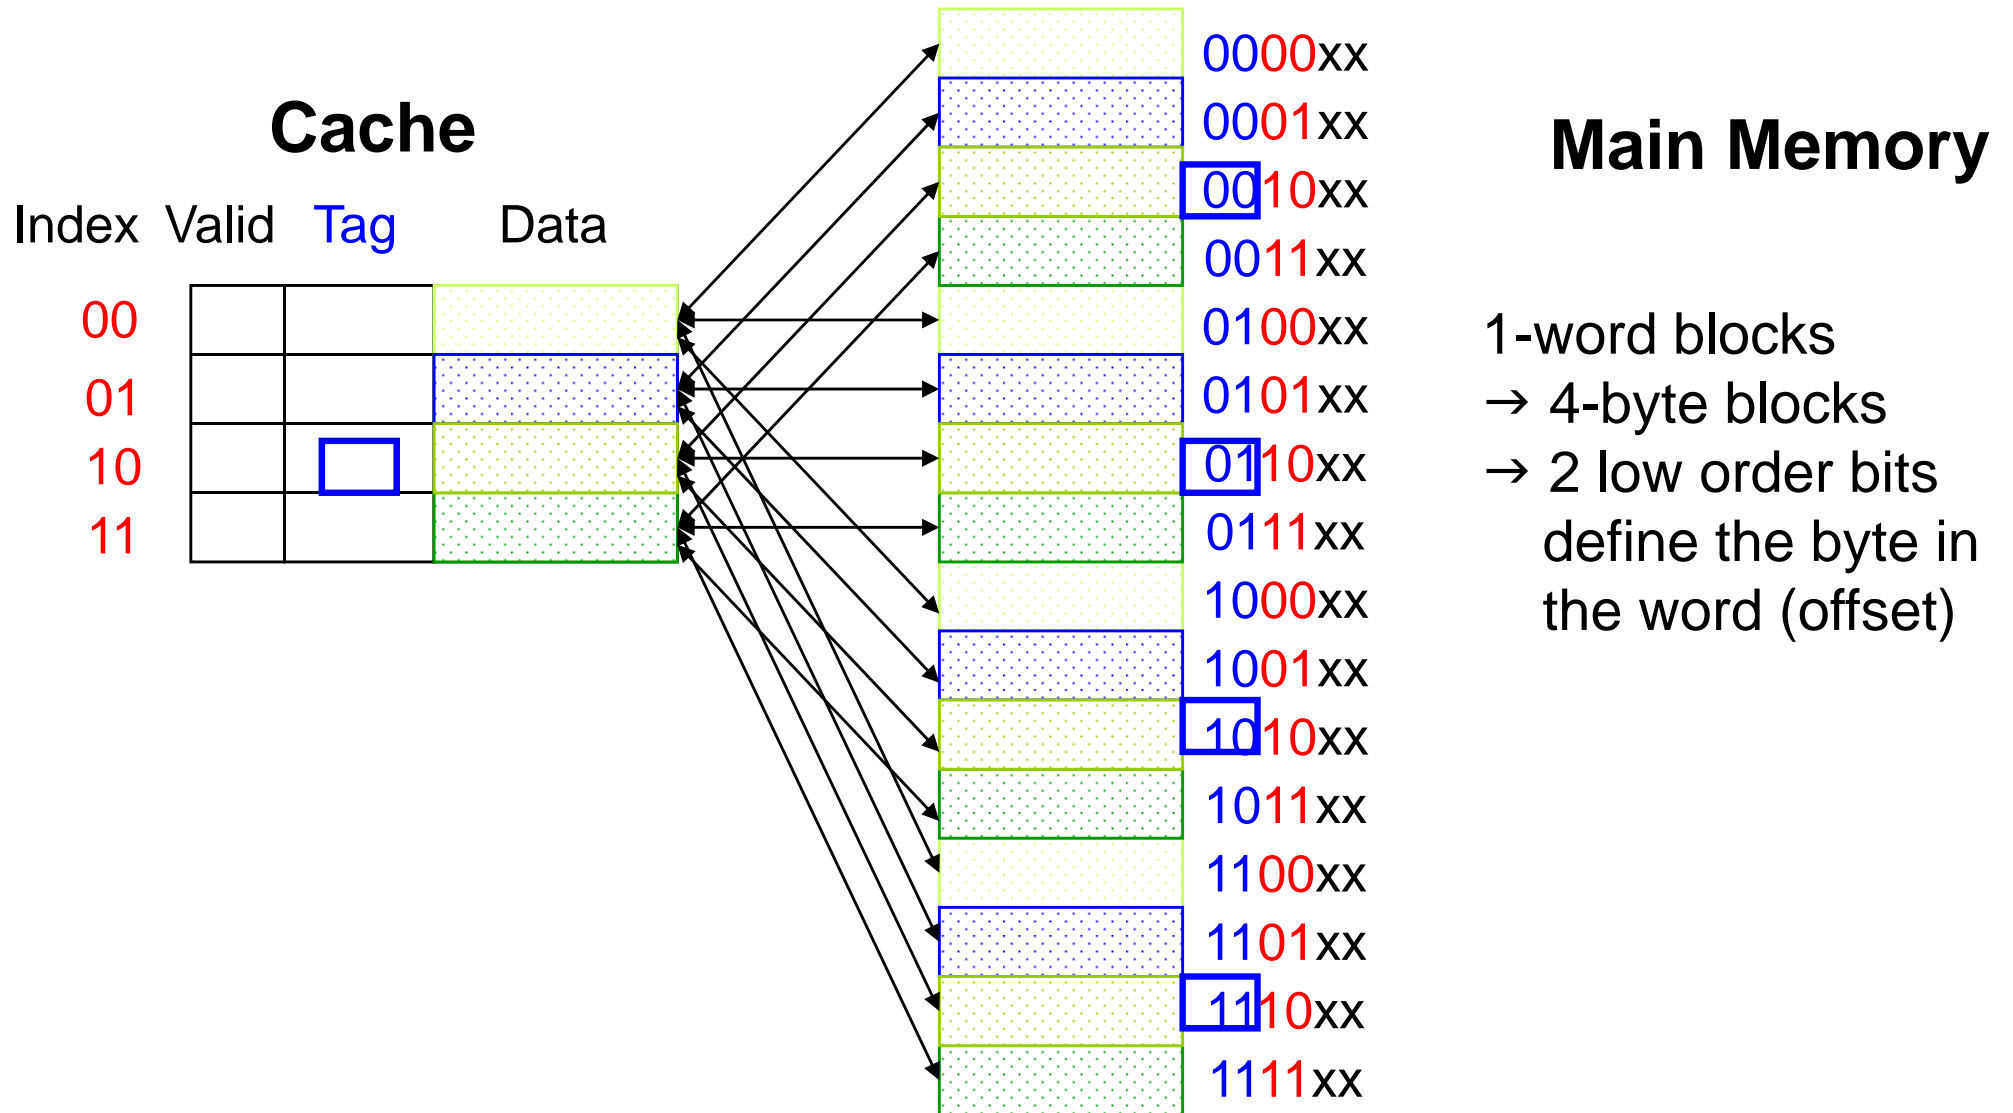 Cache
Index Valid Tag Data
00
01
10
11
0000xx
0001xx
0010xx
0011xx
0100xx
0101xx
0110xx
0111xx
1000xx
1001xx
1010xx
1011xx
1100xx
1101xx
1110xx
1111xx
Main Memory
1-word blocks
→ 4-byte blocks
→ 2 low order bits
define the byte in
the word (offset)